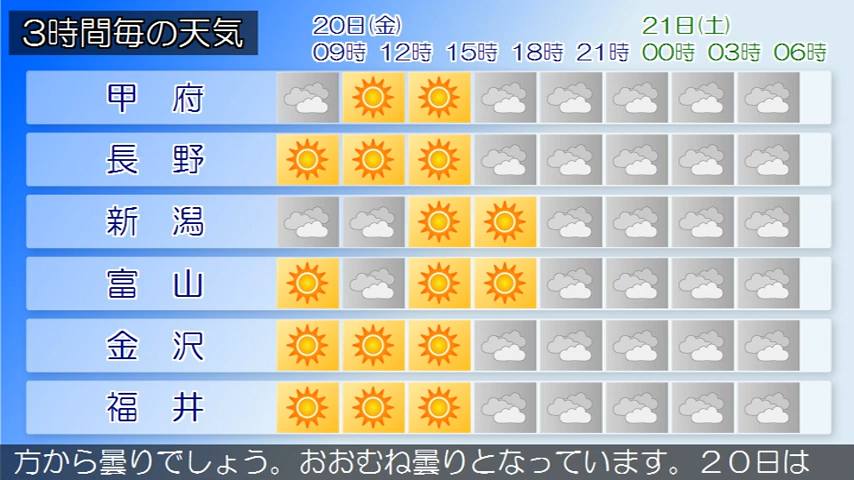 3時間毎の天気
20日(金) 21日(土)
09時 12時 15時 18時 21時 00時 03時 06時
甲府
長野
新潟
富山
金沢
福井
方から曇りでしょう。おおむね曇りとなっています。２０日は